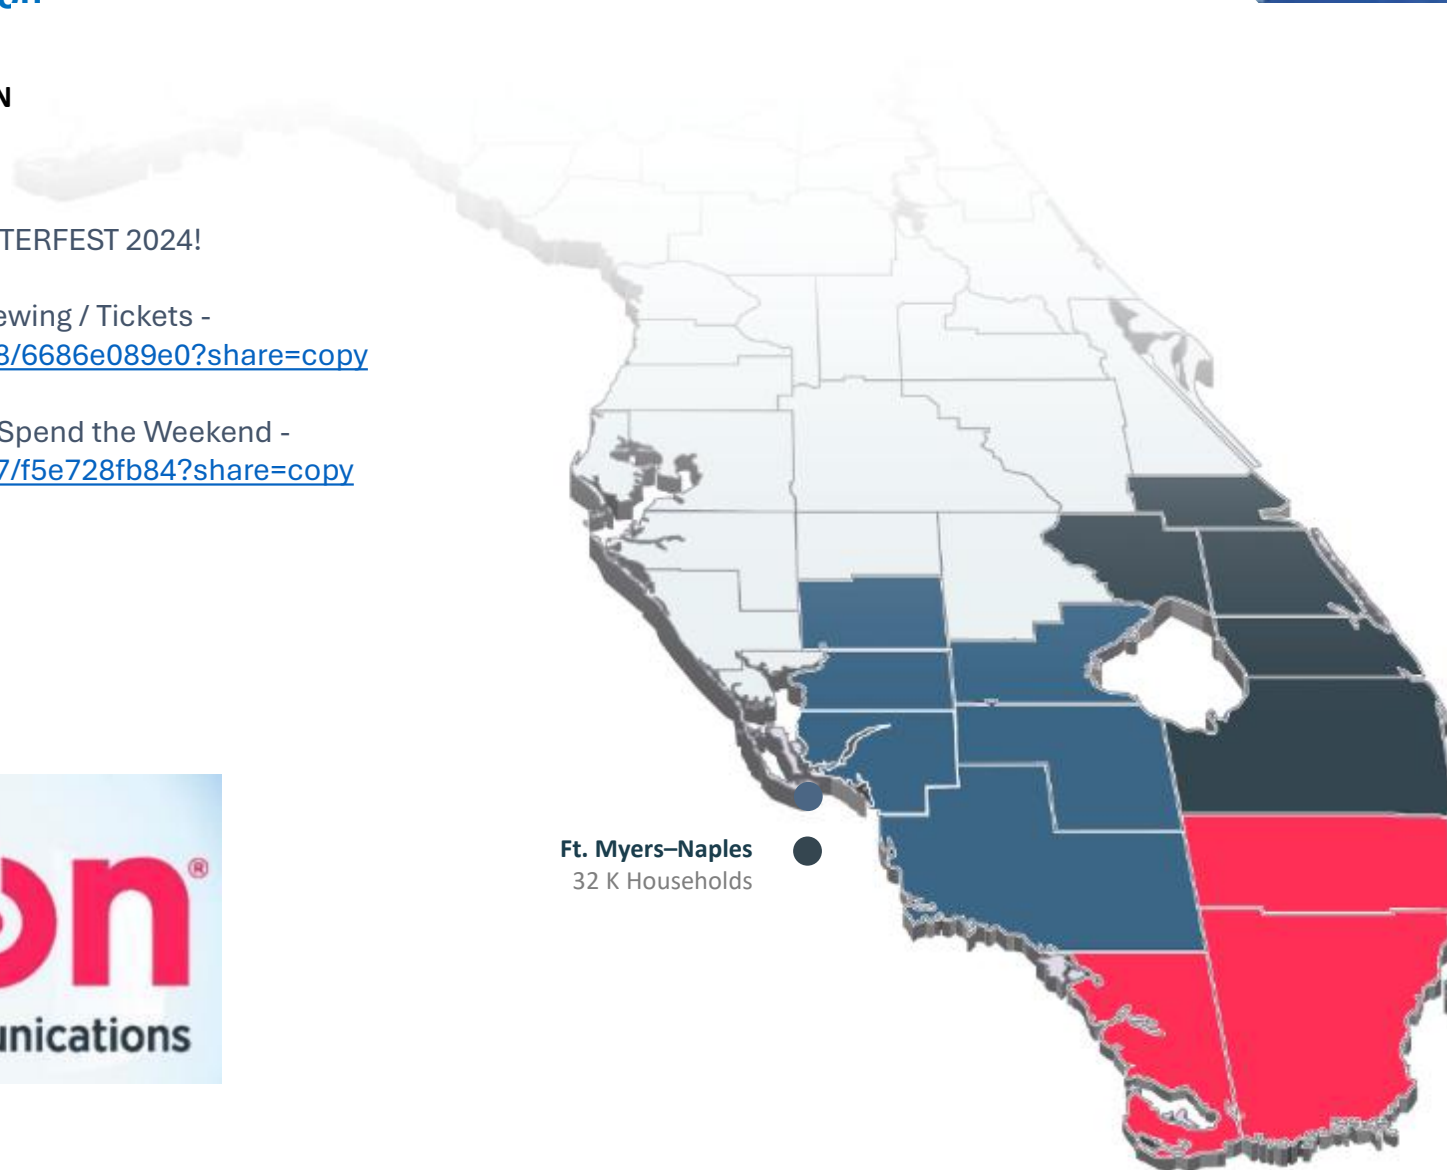 N
TERFEST 2024!
ewing / Tickets -
8/6686e089e0?share=copy
Spend the Weekend -
7/f5e728fb84?share=copy
Ft. Myers–Naples
32 K Households
on®
unications